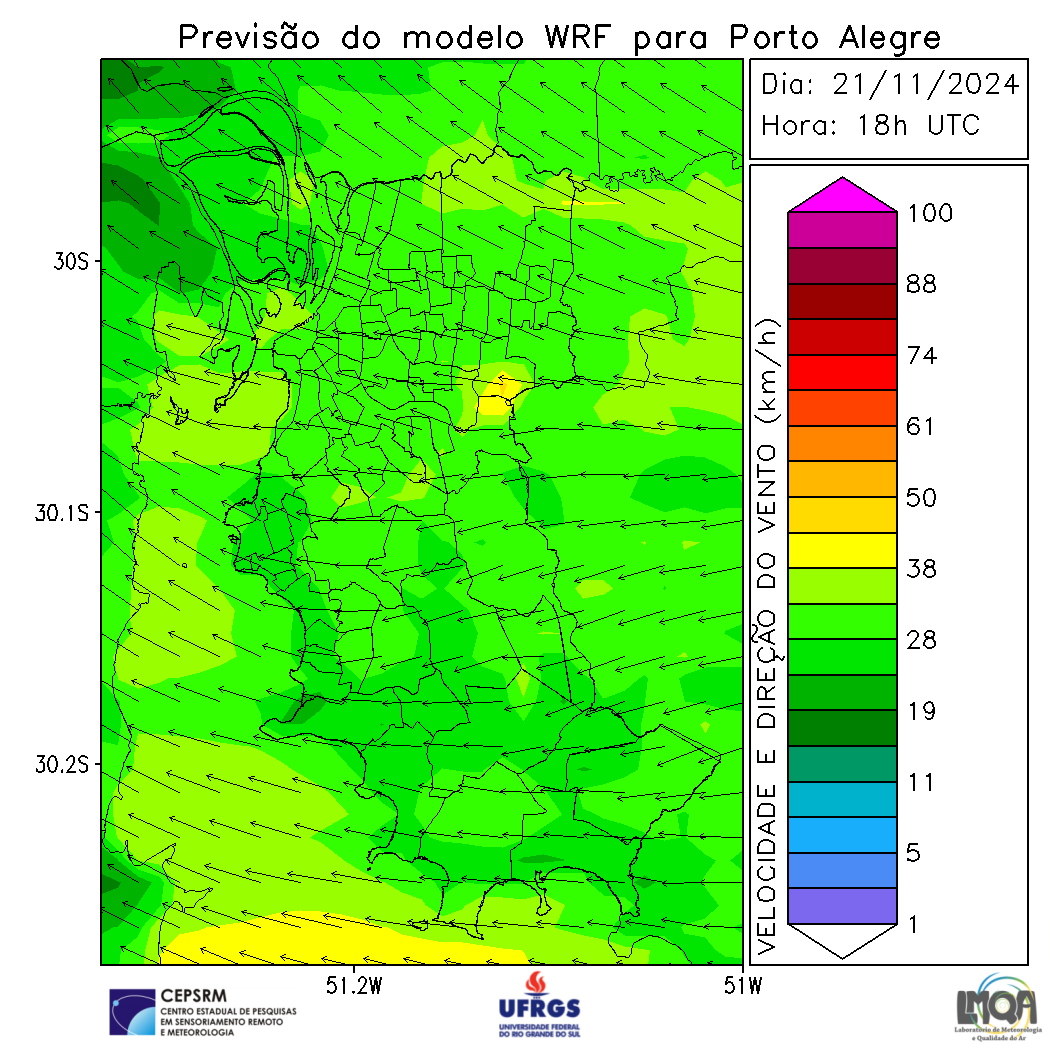 Previsão do modelo WRF para Porto Alegre
Dia: 21/11/2024
Hora: 18h UTC
30S
30.1S
30.2S
51.2W
51W
VELOCIDADE E DIREÇÃO DO VENTO (km/h)
100
88
74
61
50
38
28
19
11
5
1
CEPSRM
CENTRO ESTADUAL DE PESQUISAS
EM SENSORIAMENTO REMOTO
E METEOROLOGIA
UFRGS
UNIVERSIDADE FEDERAL
DO RIO GRANDE DO SUL
LMQA
Laboratório de Meteorologia
e Qualidade do Ar